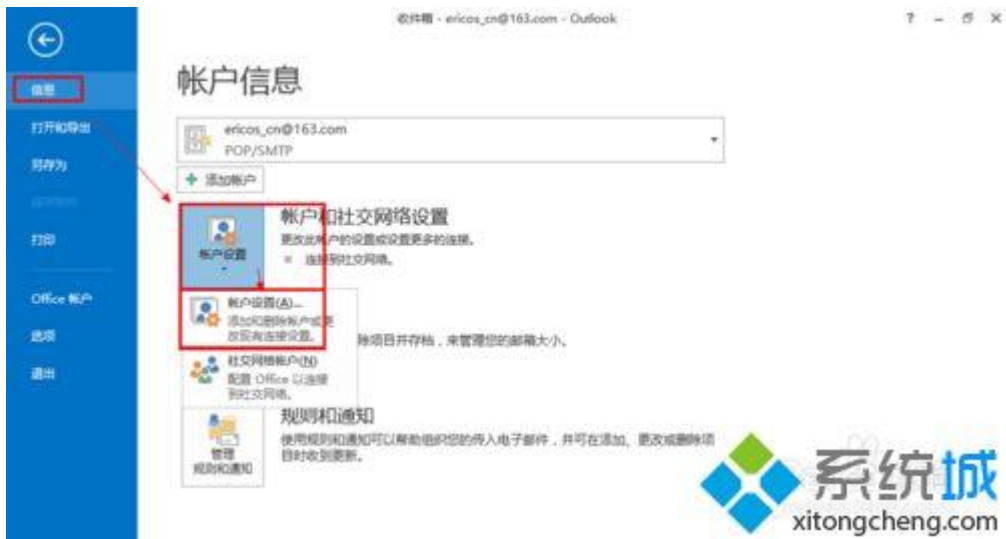 收件箱 - ericos_cn@163.com - Outlook
?
帐户信息
信息
打开和导出
另存为
打印
Office 帐户
选项
退出
ericos_cn@163.com
POP/SMTP
添加帐户
帐户设置
帐户和社交网络设置
更改此帐户的设置或设置更多的连接。
连接到社交网络。
帐户设置(A)...
添加和删除帐户或更
改现有连接设置。
除项目并存档，来管理您的邮箱大小。
社交网络帐户(N)
配置 Office 以连接
到社交网络。
管理
规则和通知
规则和通知
使用规则和通知可以帮助组织您的传入电子邮件，并可在添加、更改或删除项
目时收到更新。
系统城
xitongcheng.com